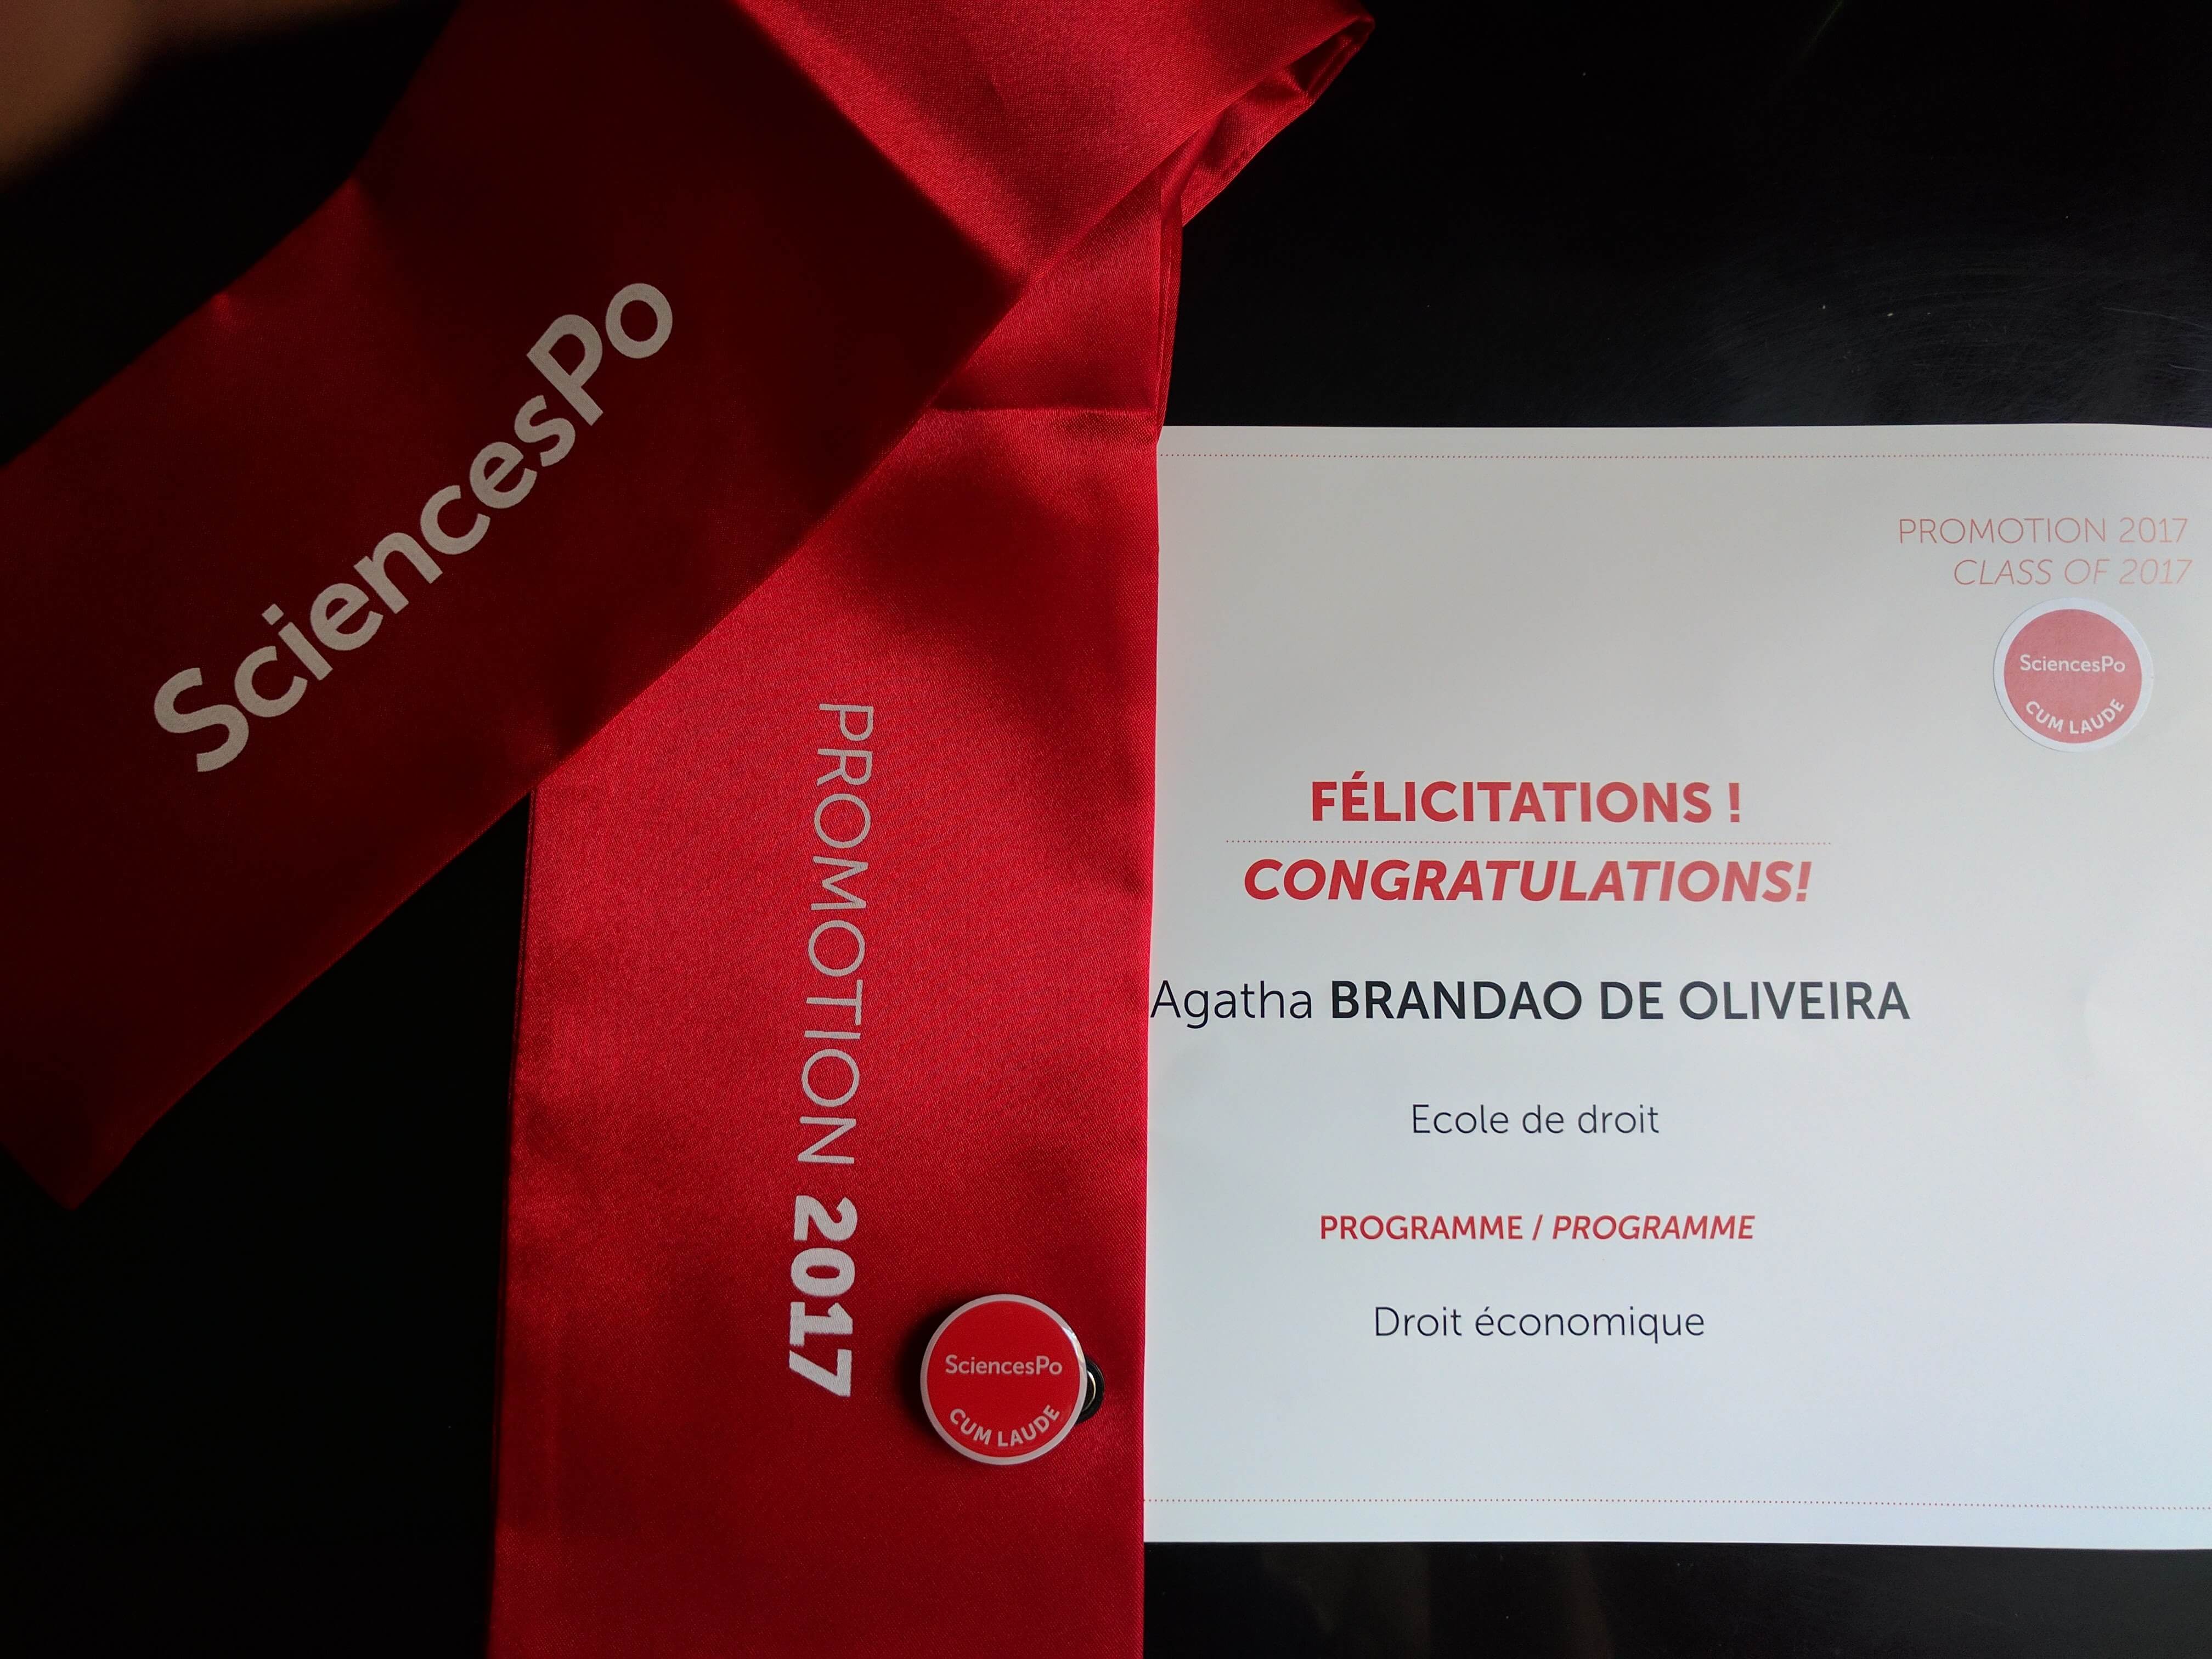 SciencesPo
PROMOTION 2017
SciencesPo
CUM LAUDE
PROMOTION 2017
CLASS OF 2017
SciencesPo
CUM LAUDE
FÉLICITATIONS !
CONGRATULATIONS!
Agatha BRANDAO DE OLIVEIRA
Ecole de droit
PROGRAMME / PROGRAMME
Droit économique